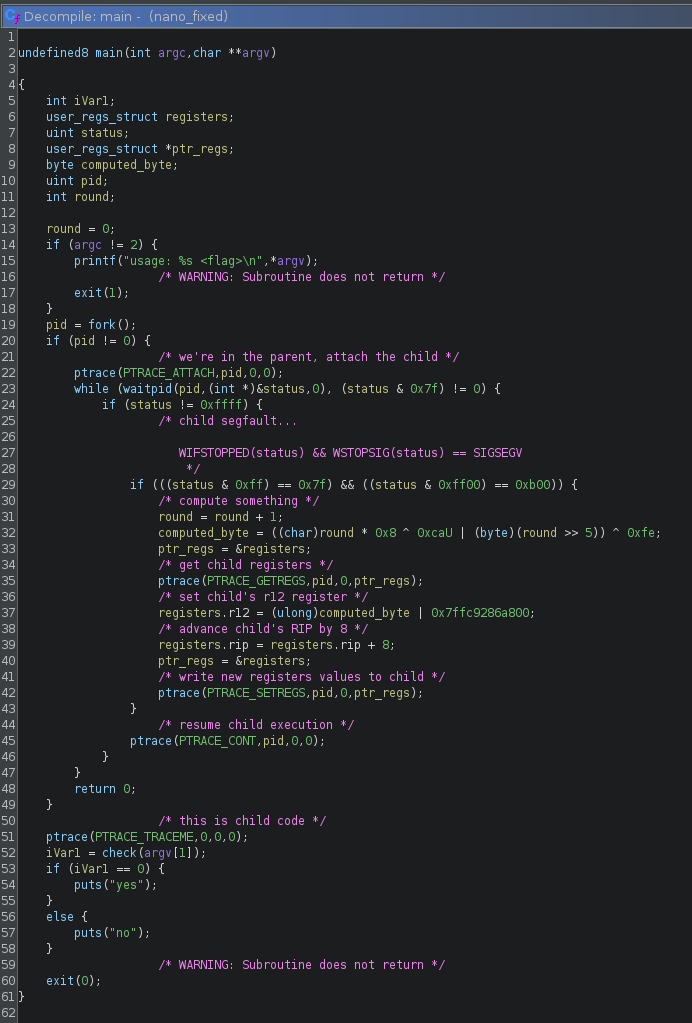 Decompile: main - (nano_fixed)
1
2 undefined8 main(int argc,char **argv)
3
4 {
5     int iVar1;
6     user_regs_struct registers;
7     uint status;
8     user_regs_struct *ptr_regs;
9     byte computed_byte;
10     uint pid;
11     int round;
12
13     round = 0;
14     if (argc != 2) {
15         printf("usage: %s <flag>\n",*argv);
16                     /* WARNING: Subroutine does not return */
17         exit(1);
18     }
19     pid = fork();
20     if (pid != 0) {
21                     /* we're in the parent, attach the child */
22         ptrace(PTRACE_ATTACH,pid,0,0);
23         while (waitpid(pid,(int *)&status,0), (status & 0x7f) != 0) {
24             if (status != 0xffff) {
25                     /* child segfault...
26
27                        WIFSTOPPED(status) && WSTOPSIG(status) == SIGSEGV
28                         */
29                 if (((status & 0xff) == 0x7f) && ((status & 0xff00) == 0xb00)) {
30                     /* compute something */
31                     round = round + 1;
32                     computed_byte = ((char)round * 0x8 ^ 0xcaU | (byte)(round >> 5)) ^ 0xfe;
33                     ptr_regs = &registers;
34                     /* get child registers */
35                     ptrace(PTRACE_GETREGS,pid,0,ptr_regs);
36                     /* set child's r12 register */
37                     registers.r12 = (ulong)computed_byte | 0x7ffc9286a800;
38                     /* advance child's RIP by 8 */
39                     registers.rip = registers.rip + 8;
40                     ptr_regs = &registers;
41                     /* write new registers values to child */
42                     ptrace(PTRACE_SETREGS,pid,0,ptr_regs);
43                 }
44                     /* resume child execution */
45                 ptrace(PTRACE_CONT,pid,0,0);
46             }
47         }
48         return 0;
49     }
50                     /* this is child code */
51     ptrace(PTRACE_TRACEME,0,0,0);
52     iVar1 = check(argv[1]);
53     if (iVar1 == 0) {
54         puts("yes");
55     }
56     else {
57         puts("no");
58     }
59                     /* WARNING: Subroutine does not return */
60     exit(0);
61 }
62